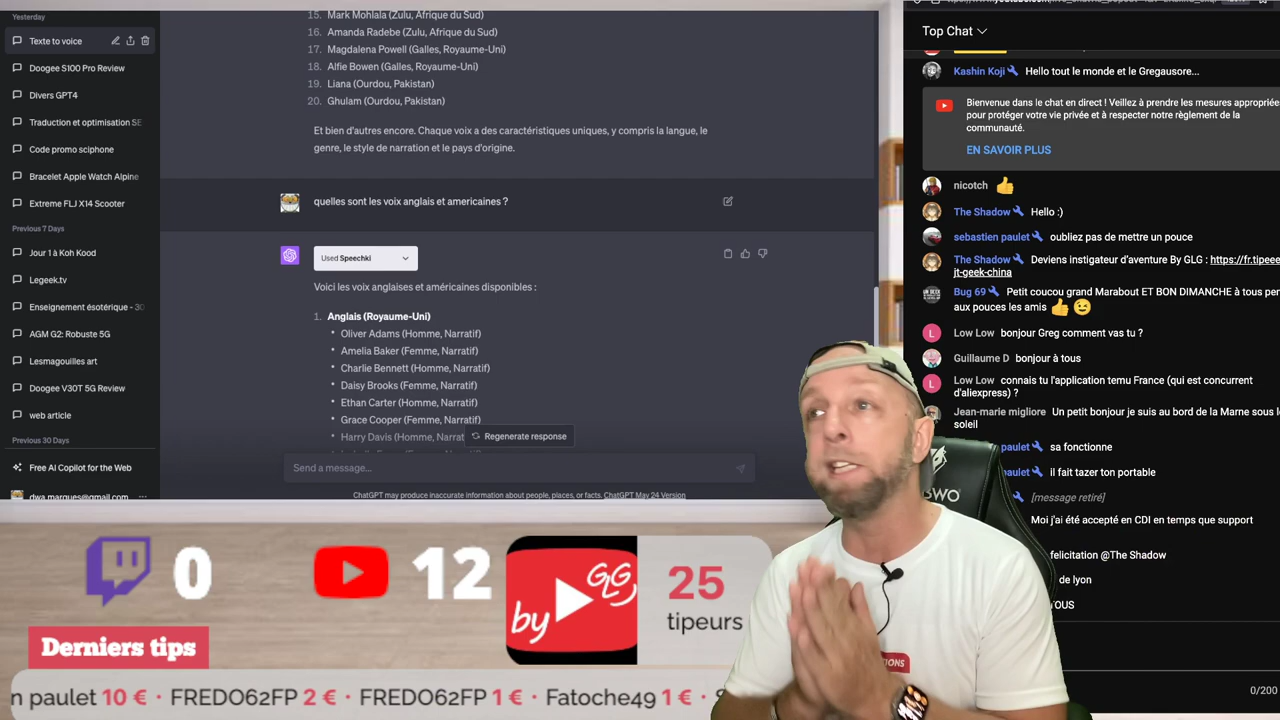 Yesterday
Texte to voice
Doogee S100 Pro Review
Divers GPT4
Traduction et optimisation SE
Code promo sciphone
Bracelet Apple Watch Alpine
Extreme FLJ X14 Scooter
Previous 7 Days
Jour 1 à Koh Kood
Legeek.tv
Enseignement ésotérique - 3G
AGM G2: Robuste 5G
Lesmagouilles art
Doogee V30T 5G Review
web article
Previous 30 Days
Free AI Copilot for the Web
dwa.marques@gmail.com
15. Mark Mohlala (Zulu, Afrique du Sud)
16. Amanda Radebe (Zulu, Afrique du Sud)
17. Magdalena Powell (Galles, Royaume-Uni)
18. Alfie Bowen (Galles, Royaume-Uni)
19. Liana (Ourdou, Pakistan)
20. Ghulam (Ourdou, Pakistan)
Et bien d'autres encore. Chaque voix a des caractéristiques uniques, y compris la langue, le
genre, le style de narration et le pays d'origine.
quelles sont les voix anglais et americaines ?
Used Speechki
Voici les voix anglaises et américaines disponibles :
1. Anglais (Royaume-Uni)
• Oliver Adams (Homme, Narratif)
• Amelia Baker (Femme, Narratif)
• Charlie Bennett (Homme, Narratif)
• Daisy Brooks (Femme, Narratif)
• Ethan Carter (Homme, Narratif)
• Grace Cooper (Femme, Narratif)
• Harry Davis (Homme, Narrat
Regenerate response
Send a message...
ChatGPT may produce inaccurate information about people, places, or facts. ChatGPT May 24 Version
Top Chat
Kashin Koji Hello tout le monde et le Gregausore...
Bienvenue dans le chat en direct ! Veillez à prendre les mesures appropriée
pour protéger votre vie privée et à respecter notre règlement de la
communauté.
EN SAVOIR PLUS
nicotch 👍
The Shadow Hello :)
sebastien paulet oubliez pas de mettre un pouce
The Shadow Deviens instigateur d'aventure By GLG : https://fr.tipeee
jt-geek-china
Bug 69 Petit coucou grand Marabout ET BON DIMANCHE à tous per
aux pouces les amis 👍😉
Low Low bonjour Greg comment vas tu ?
Guillaume D bonjour à tous
Low Low connais tu l'application temu France (qui est concurrent
d'aliexpress) ?
Jean-marie migliore Un petit bonjour je suis au bord de la Marne sous l
soleil
paulet sa fonctionne
paulet il fait tazer ton portable
[message retiré]
Moi j'ai été accepté en CDI en temps que support
felicitation @The Shadow
de lyon
OUS
0/200
0
12
by GLG
25
tipeurs
Derniers tips
n paulet 10 € · FREDO62FP 2 € · FREDO62FP 1 € · Fatoche49 1 € · S